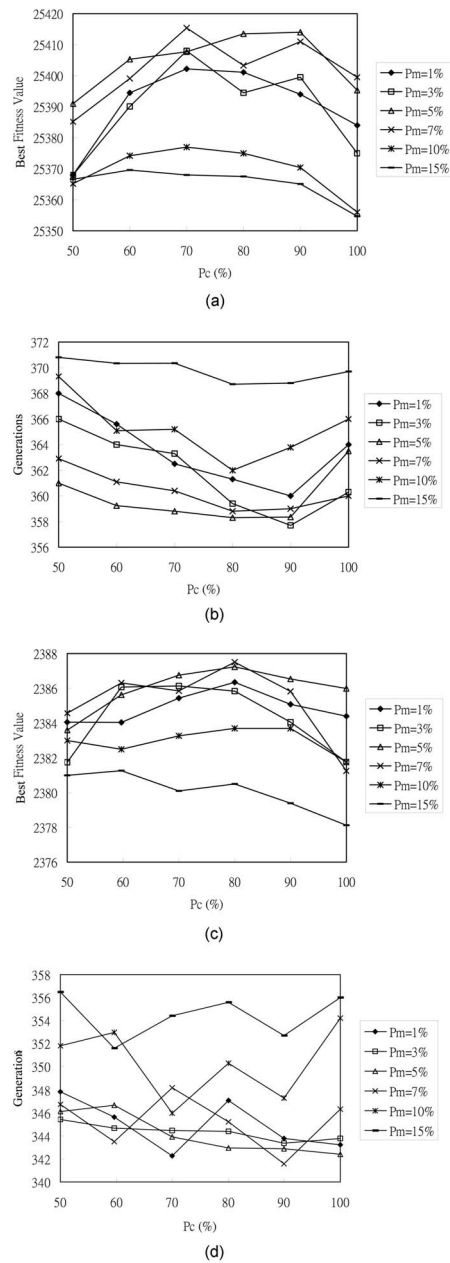 25420
25410
25400
25390
25380
25370
25360
25350
Best Fitness Value
50 60 70 80 90 100
Pc (%)
Pm=1%
Pm=3%
Pm=5%
Pm=7%
Pm=10%
Pm=15%
(a)
372
370
368
366
364
362
360
358
356
Generations
50 60 70 80 90 100
Pc (%)
Pm=1%
Pm=3%
Pm=5%
Pm=7%
Pm=10%
Pm=15%
(b)
2388
2386
2384
2382
2380
2378
2376
Best Fitness Value
50 60 70 80 90 100
Pc (%)
Pm=1%
Pm=3%
Pm=5%
Pm=7%
Pm=10%
Pm=15%
(c)
358
356
354
352
350
348
346
344
342
340
Generation
50 60 70 80 90 100
Pc (%)
Pm=1%
Pm=3%
Pm=5%
Pm=7%
Pm=10%
Pm=15%
(d)